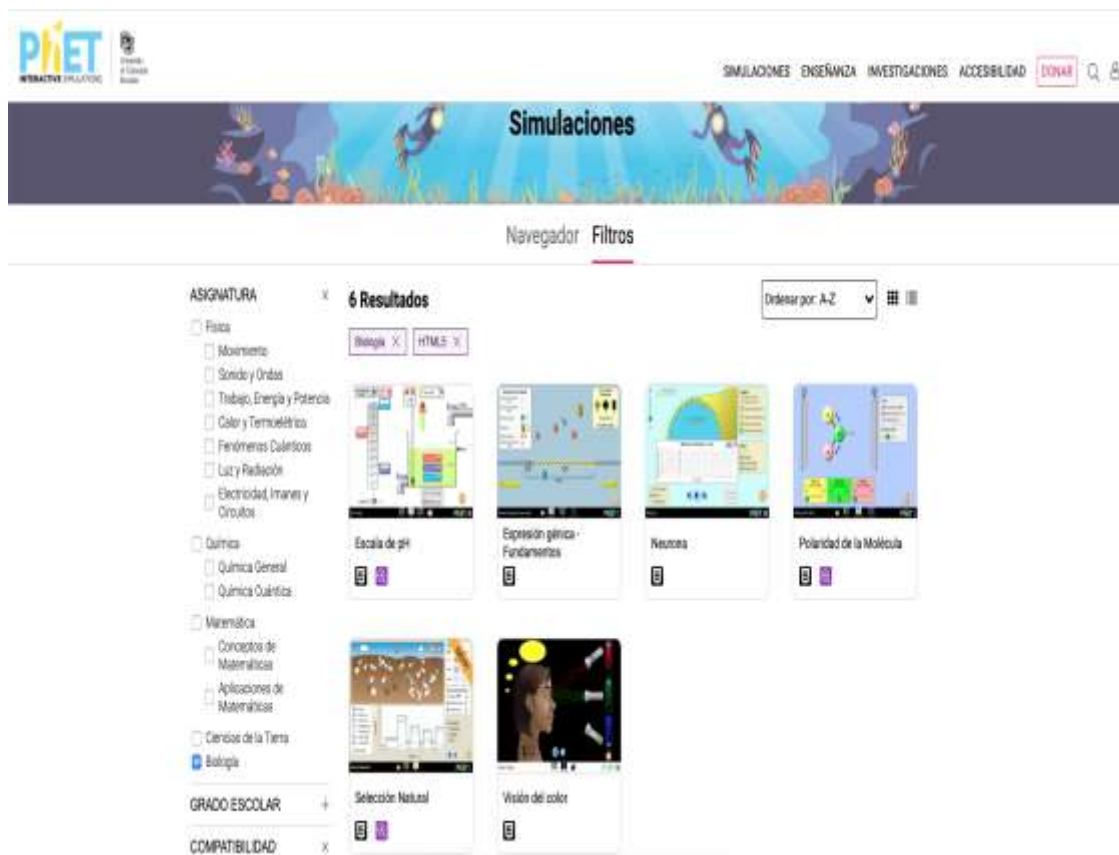 PhET
INTERACTIVE SIMULATIONS
SIMULACIONES ENSEÑANZA INVESTIGACIONES ACCESIBILIDAD DONAR
Simulaciones
Navegador Filtros
ASIGNATURA X
Física
Movimiento
Sonido y Ondas
Trabajo, Energía y Potencia
Calor y Termoelétrica
Fenómenos Cuánticos
Luz y Radiación
Electricidad, Imanes y
Circuitos
Química
Química General
Química Cuántica
Matemática
Conceptos de
Matemáticas
Aplicaciones de
Matemáticas
Ciencias de la Tierra
Biología
GRADO ESCOLAR +
COMPATIBILIDAD X
6 Resultados
Ordenar por: A-Z
Biología X HTML5 X
Escala de pH
Expresión génica -
Fundamentos
Neurona
Polaridad de la Molécula
Selección Natural
Visión del color